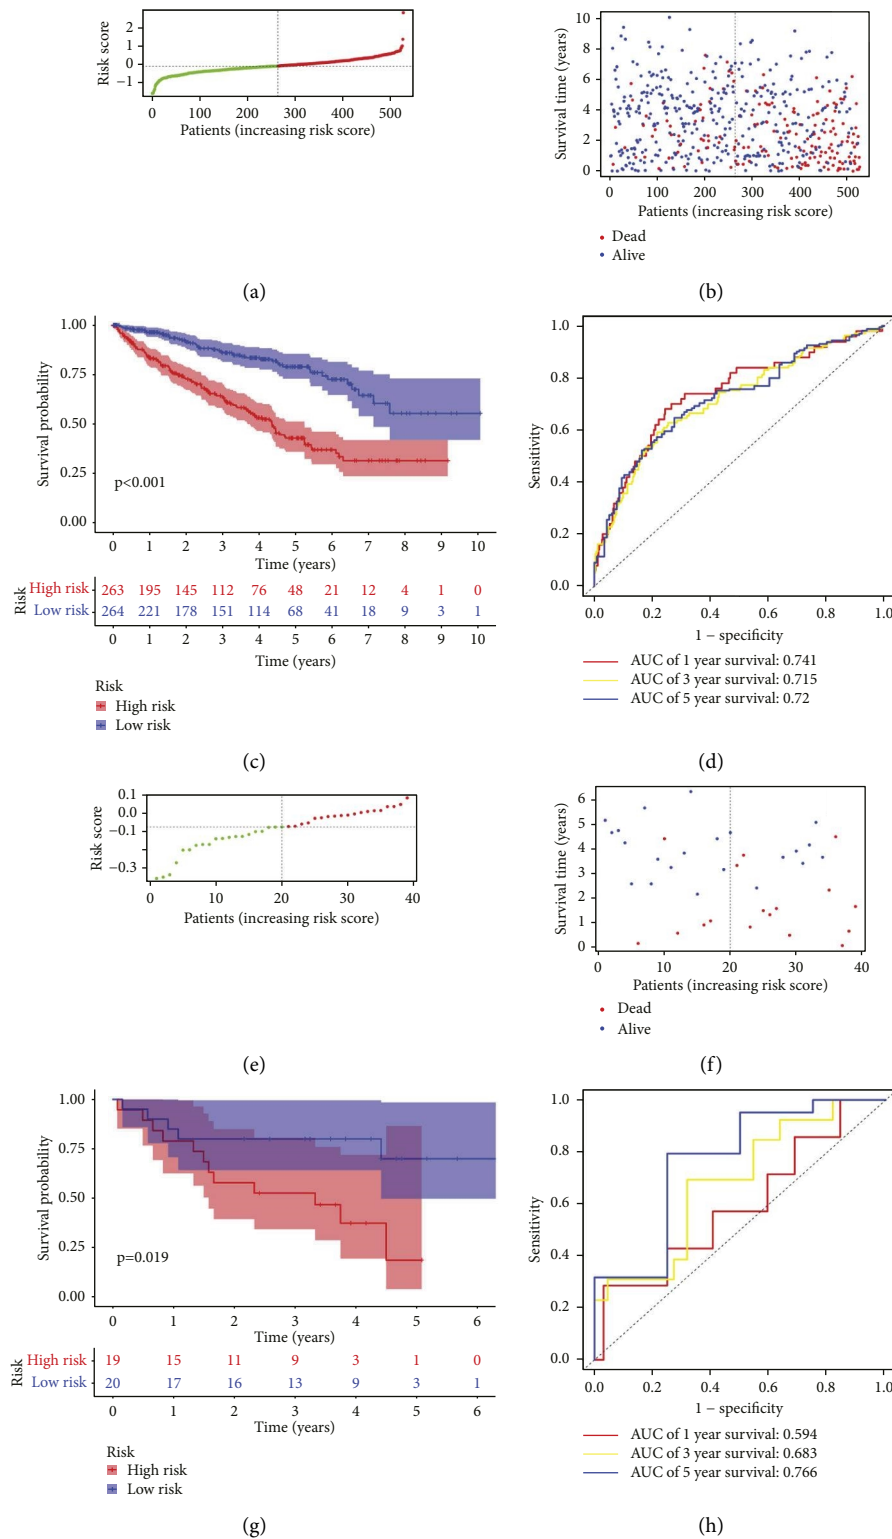 Risk score
2
1
0
−1
0 100 200 300 400 500
Patients (increasing risk score)
(a)
Survival time (years)
10
8
6
4
2
0
0 100 200 300 400 500
Patients (increasing risk score)
Dead
Alive
(b)
Survival probability
1.00
0.75
0.50
0.25
0.00
p<0.001
0 1 2 3 4 5 6 7 8 9 10
Time (years)
Risk
High risk 263 195 145 112 76 48 21 12 4 1 0
Low risk 264 221 178 151 114 68 41 18 9 3 1
0 1 2 3 4 5 6 7 8 9 10
Time (years)
Risk
High risk
Low risk
(c)
Sensitivity
1.0
0.8
0.6
0.4
0.2
0.0
0.0 0.2 0.4 0.6 0.8 1.0
1 − specificity
AUC of 1 year survival: 0.741
AUC of 3 year survival: 0.715
AUC of 5 year survival: 0.72
(d)
Risk score
0.1
0.0
−0.1
−0.3
0 10 20 30 40
Patients (increasing risk score)
(e)
Survival time (years)
6
5
4
3
2
1
0
0 10 20 30 40
Patients (increasing risk score)
Dead
Alive
(f)
Survival probability
1.00
0.75
0.50
0.25
0.00
p=0.019
0 1 2 3 4 5 6
Time (years)
Risk
High risk 19 15 11 9 3 1 0
Low risk 20 17 16 13 9 3 1
0 1 2 3 4 5 6
Time (years)
Risk
High risk
Low risk
(g)
Sensitivity
1.0
0.8
0.6
0.4
0.2
0.0
0.0 0.2 0.4 0.6 0.8 1.0
1 − specificity
AUC of 1 year survival: 0.594
AUC of 3 year survival: 0.683
AUC of 5 year survival: 0.766
(h)